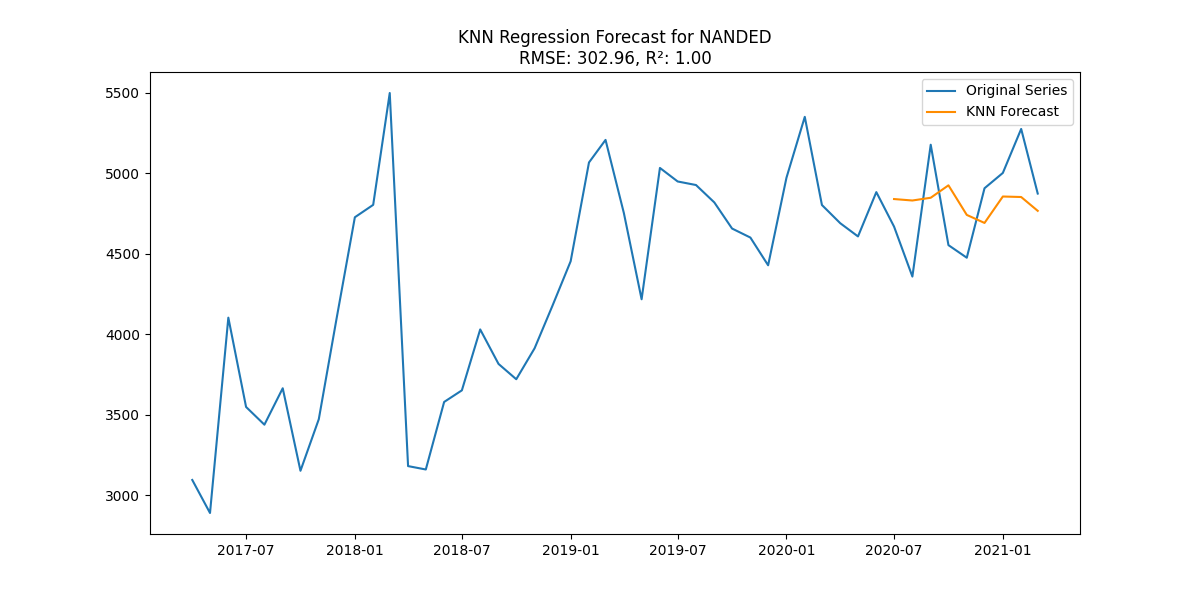 KNN Regression Forecast for NANDED
RMSE: 302.96, R²: 1.00
Original Series
KNN Forecast
5500
5000
4500
4000
3500
3000
2017-07 2018-01 2018-07 2019-01 2019-07 2020-01 2020-07 2021-01